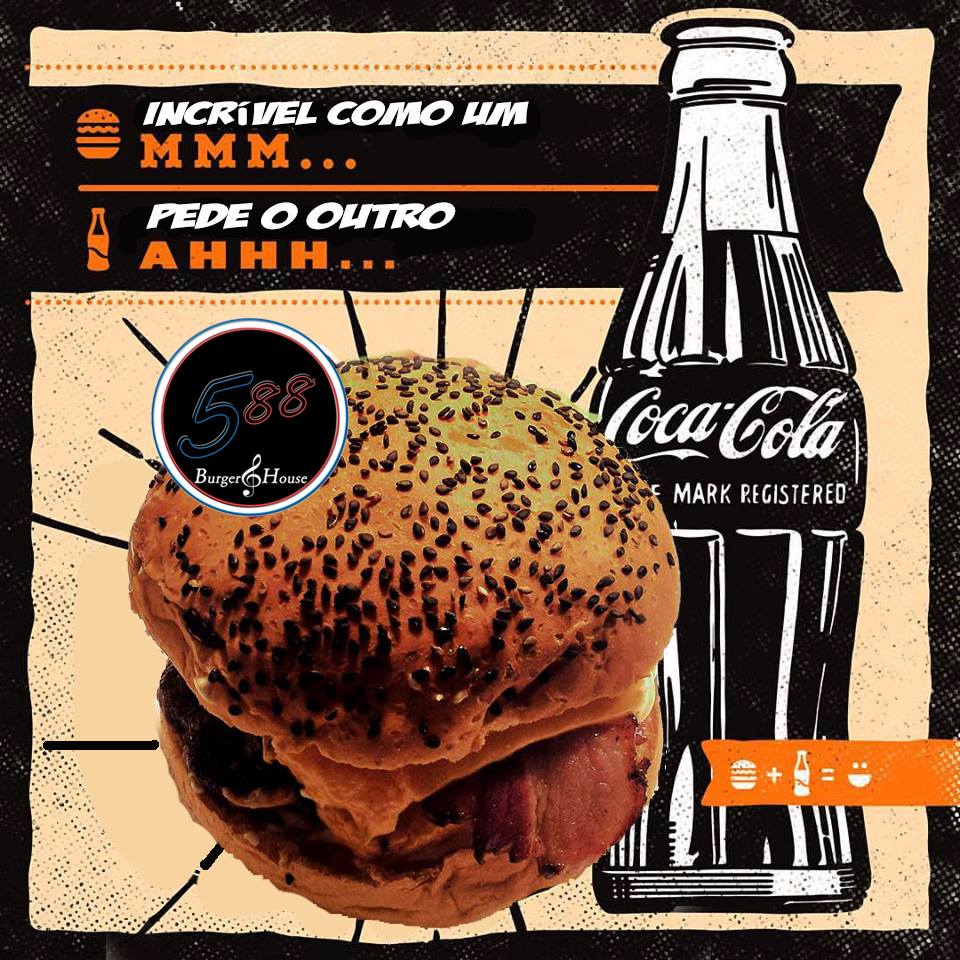 INCRÍVEL COMO UM
MMM...
PEDE O OUTRO
AHHH...
588
Burger House
Coca-Cola
E MARK REGISTERED
+ =